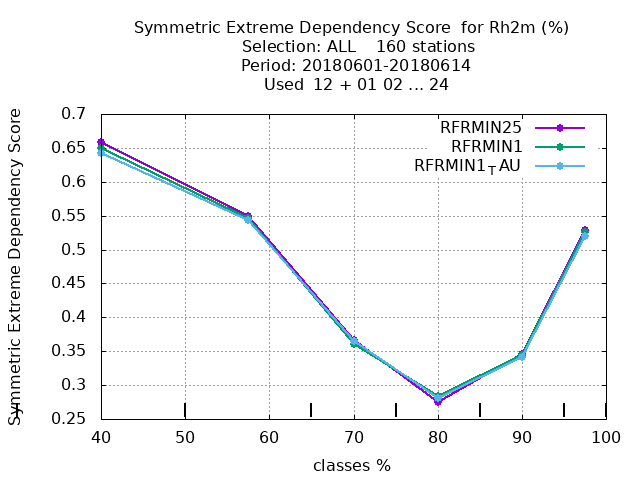 Symmetric Extreme Dependency Score  for Rh2m (%)
Selection: ALL    160 stations
Period: 20180601-20180614
Used  12 + 01 02 ... 24
Symmetric Extreme Dependency Score
0.7
0.65
0.6
0.55
0.5
0.45
0.4
0.35
0.3
0.25
RFRMIN25
RFRMIN1
RFRMIN1TAU
40 50 60 70 80 90 100
classes %